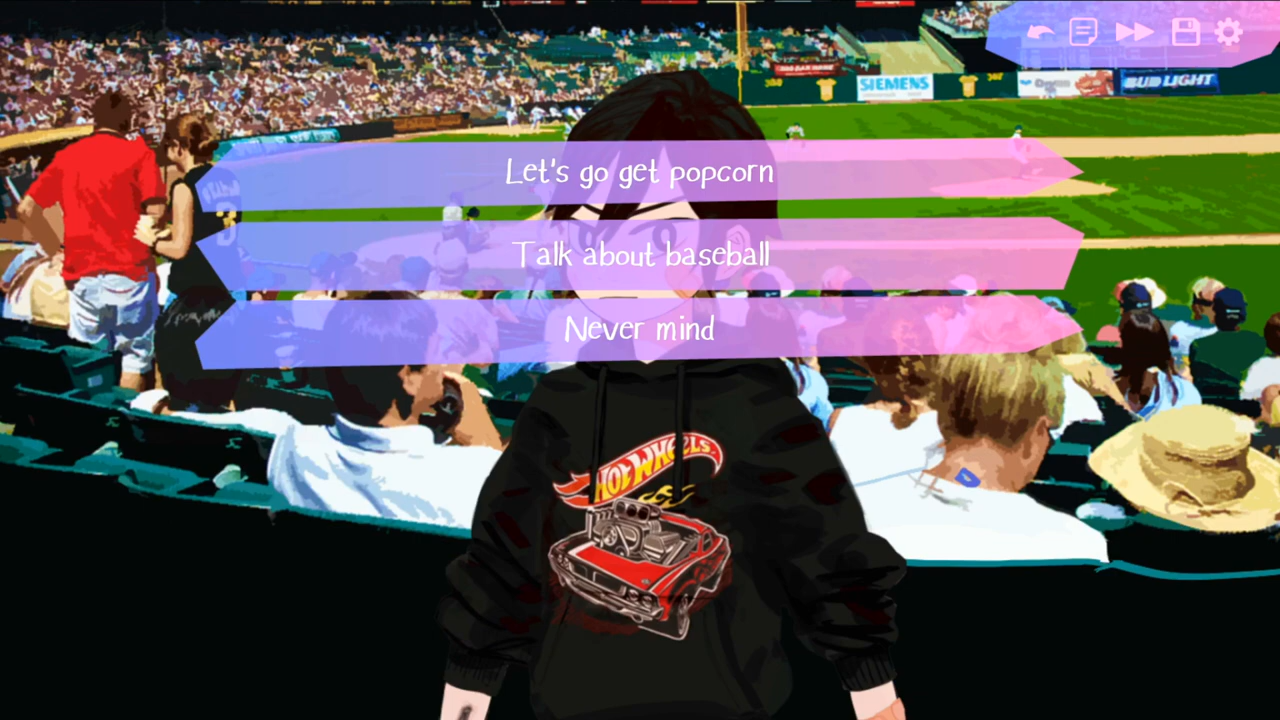 SIEMENS
BUD LIGHT
Let's go get popcorn
Talk about baseball
Never mind
HOT WHEELS